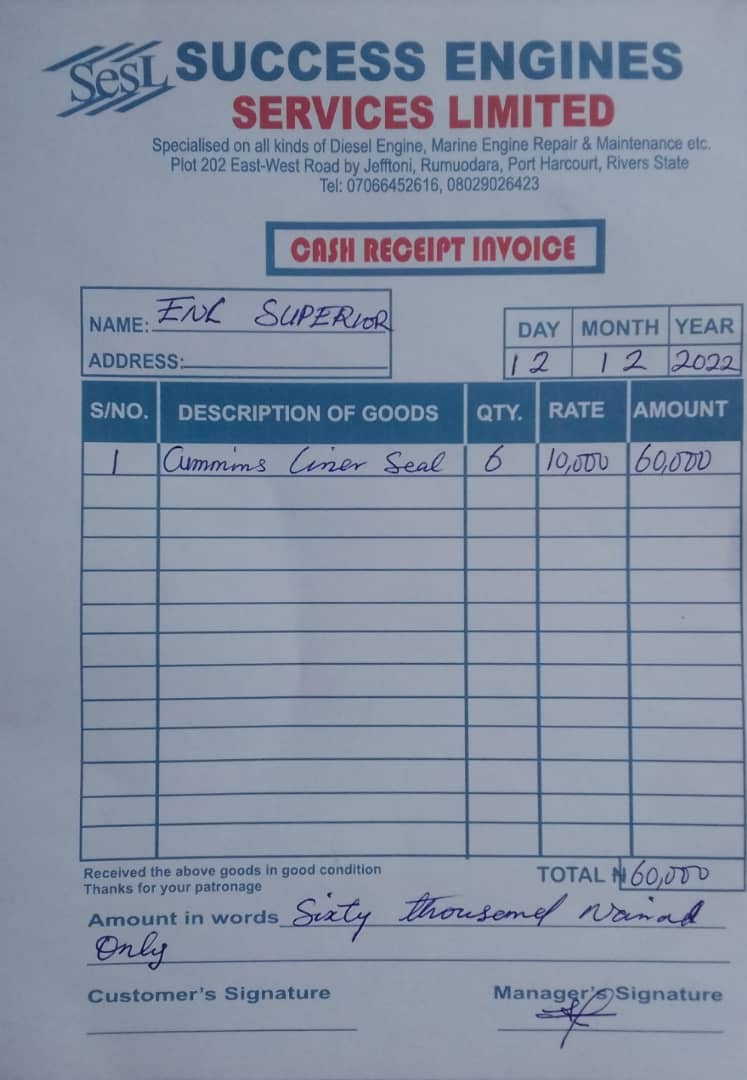 SesL SUCCESS ENGINES
SERVICES LIMITED
Specialised on all kinds of Diesel Engine, Marine Engine Repair & Maintenance etc.
Plot 202 East-West Road by Jefftoni, Rumuodara, Port Harcourt, Rivers State
Tel: 07066452616, 08029026423
CASH RECEIPT INVOICE
NAME: ENL SUPERIOR
ADDRESS:
DAY MONTH YEAR
12 12 2022
S/NO. DESCRIPTION OF GOODS QTY. RATE AMOUNT
1 Cummins Liner Seal 6 10,000 60,000
Received the above goods in good condition
Thanks for your patronage
TOTAL ₦ 60,000
Amount in words Sixty thousand
Only
Customer's Signature Manager's Signature